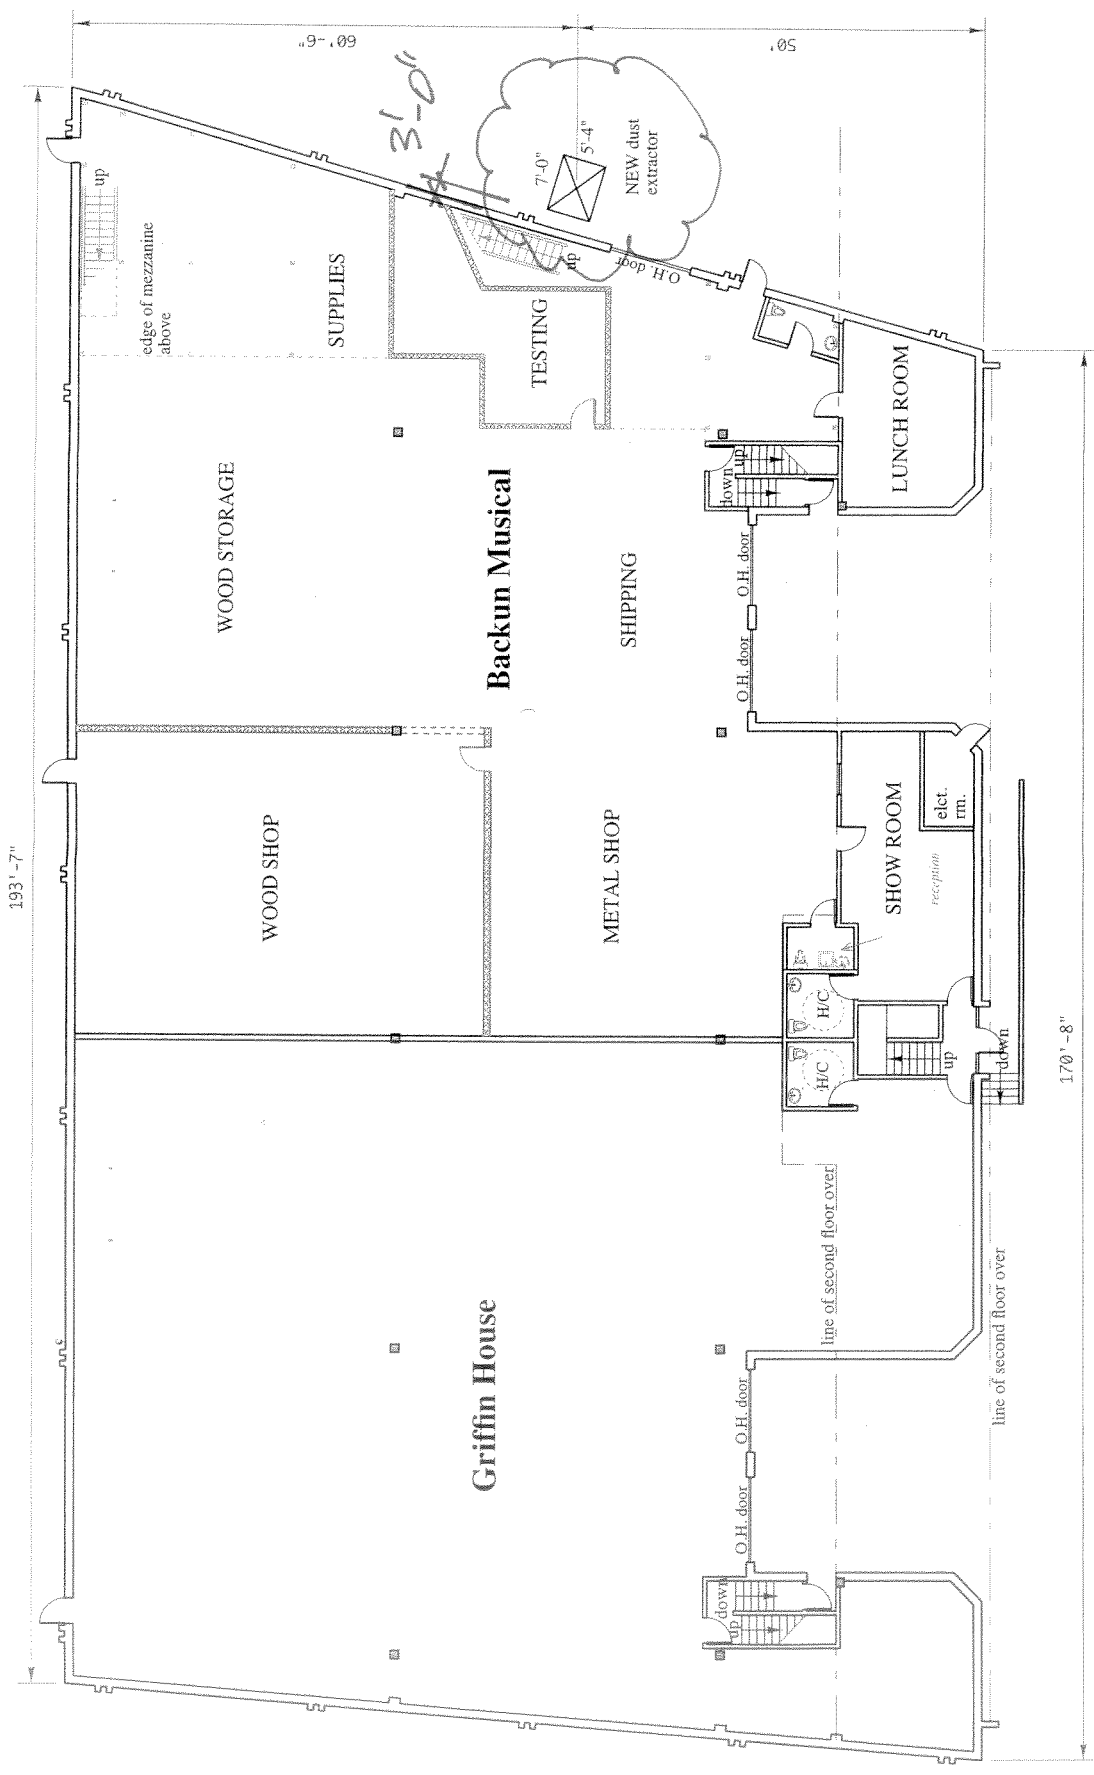 60'-6"
50'
193'-7"
170'-8"
3'-0"
7'-0"
5'-4"
NEW dust
extractor
up
edge of mezzanine
above
SUPPLIES
up
O.H. door
TESTING
WOOD STORAGE
LUNCH ROOM
Backun Musical
down
up
SHIPPING
O.H. door
O.H. door
WOOD SHOP
METAL SHOP
SHOW ROOM
reception
elct.
rm.
H/C
H/C
up
down
Griffin House
line of second floor over
line of second floor over
O.H. door
O.H. door
down
up